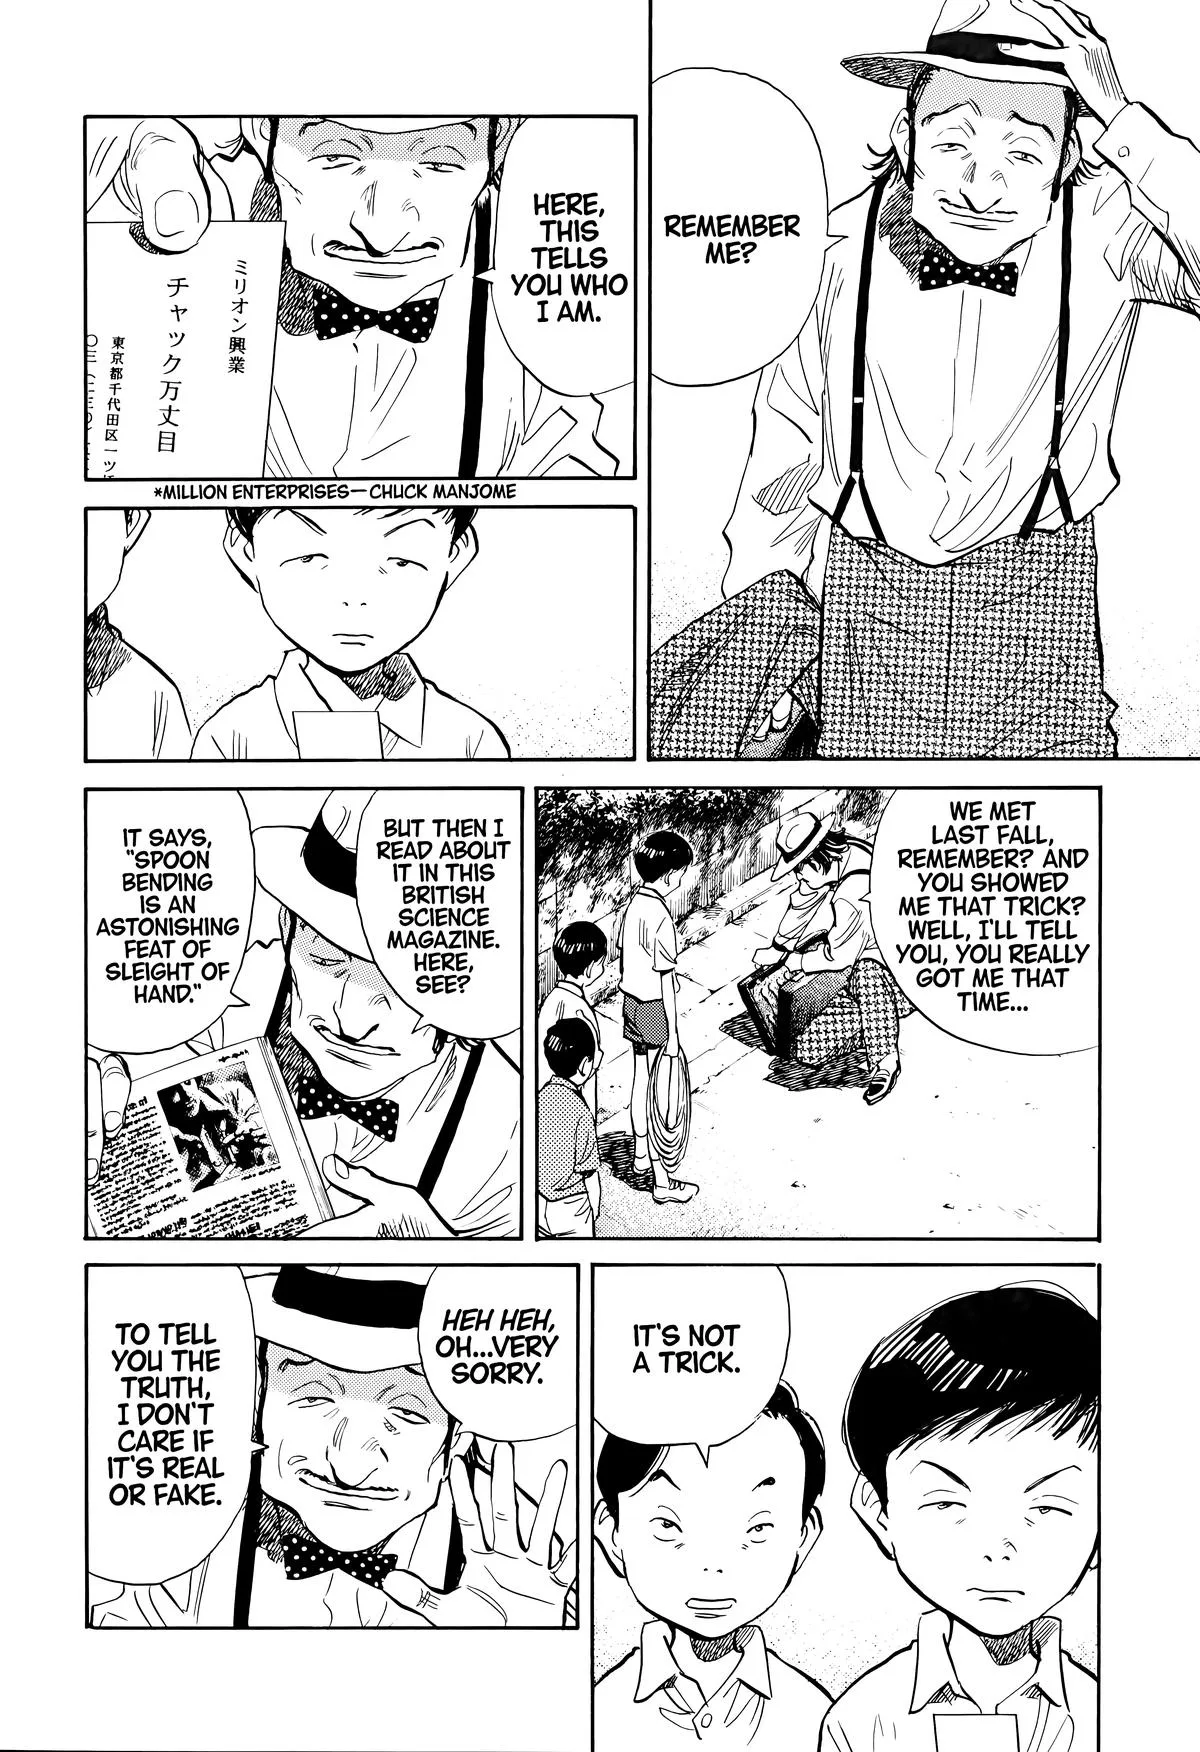 REMEMBER
ME?
HERE,
THIS
TELLS
YOU WHO
I AM.
ミリオン興業
チャック万丈目
東京都千代田区一ツ
〇三(二三〇
*MILLION ENTERPRISES—CHUCK MANJOME
WE MET
LAST FALL,
REMEMBER? AND
YOU SHOWED
ME THAT TRICK?
WELL, I'LL TELL
YOU, YOU REALLY
GOT ME THAT
TIME...
BUT THEN I
READ ABOUT
IT IN THIS
BRITISH
SCIENCE
MAGAZINE.
HERE,
SEE?
IT SAYS,
"SPOON
BENDING
IS AN
ASTONISHING
FEAT OF
SLEIGHT OF
HAND."
IT'S NOT
A TRICK.
HEH HEH,
OH...VERY
SORRY.
TO TELL
YOU THE
TRUTH,
I DON'T
CARE IF
IT'S REAL
OR FAKE.